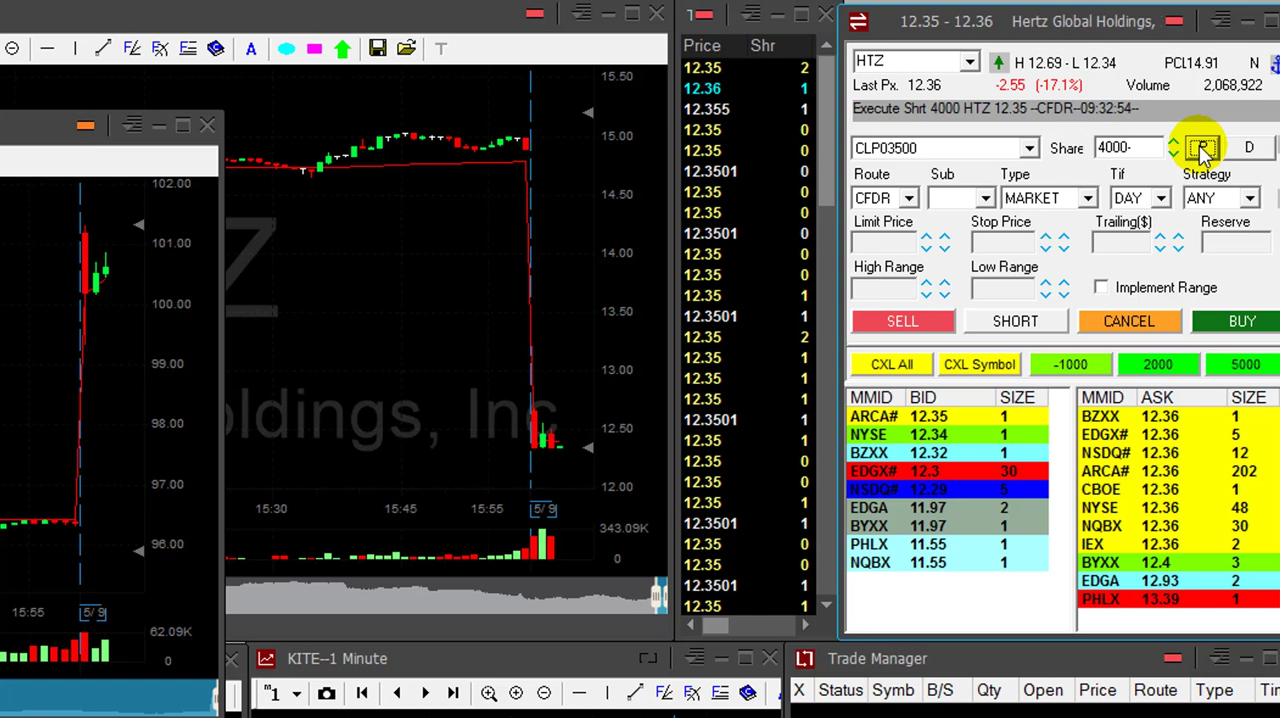 12.35 - 12.36 Hertz Global Holdings,
Price Shr
12.35 2
12.36 1
12.355 1
12.35 0
12.35 0
12.3501 1
12.35 0
12.35 0
12.3501 0
12.35 0
12.35 0
12.35 1
12.3501 1
12.35 2
12.35 1
12.35 1
12.35 1
12.3501 1
12.35 1
12.35 0
12.35 0
12.35 1
12.3501 1
12.35 0
12.35 0
12.3501 1
12.35 1
HTZ H 12.69 - L 12.34 PCL14.91 N
Last Px. 12.36 -2.55 (-17.1%) Volume 2,068,922
Execute Shrt 4000 HTZ 12.35 --CFDR--09:32:54--
CLP03500 Share 4000- P D
Route Sub Type Tif Strategy
CFDR MARKET DAY ANY
Limit Price Stop Price Trailing($) Reserve
High Range Low Range
Implement Range
SELL SHORT CANCEL BUY
CXL All CXL Symbol -1000 2000 5000
MMID BID SIZE
ARCA# 12.35 1
NYSE 12.34 1
BZXX 12.32 1
EDGX# 12.3 30
NSDQ# 12.29 5
EDGA 11.97 2
BYXX 11.97 1
PHLX 11.55 1
NQBX 11.55 1
MMID ASK SIZE
BZXX 12.36 1
EDGX# 12.36 5
NSDQ# 12.36 12
ARCA# 12.36 202
CBOE 12.36 1
NYSE 12.36 48
NQBX 12.36 30
IEX 12.36 2
BYXX 12.4 3
EDGA 12.93 2
PHLX 13.39 1
A T
15.50
15.00
14.50
14.00
13.50
13.00
12.50
12.00
Z
oldings, Inc
15:30 15:45 15:55 5/ 9
343.09K
0
102.00
101.00
100.00
99.00
98.00
97.00
96.00
15:55 5/ 9
62.09K
0
KITE--1 Minute
1
Trade Manager
X Status Symb B/S Qty Open Price Route Type